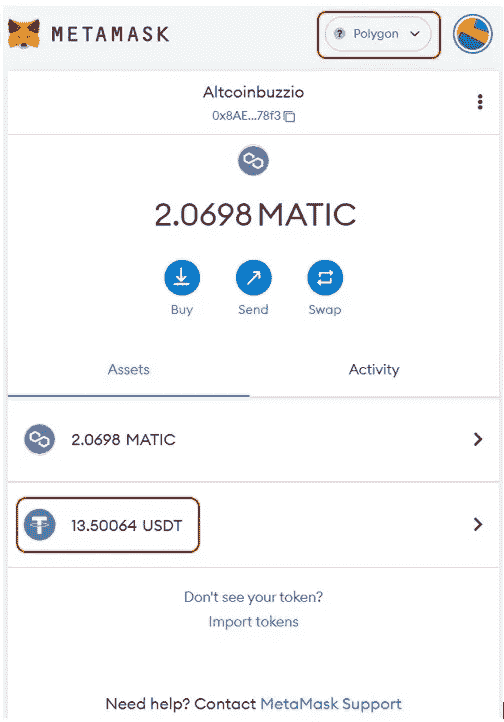 METAMASK
? Polygon
Altcoinbuzzio
0x8AE...78f3
2.0698 MATIC
Buy Send Swap
Assets Activity
2.0698 MATIC
13.50064 USDT
Don't see your token?
Import tokens
Need help? Contact MetaMask Support